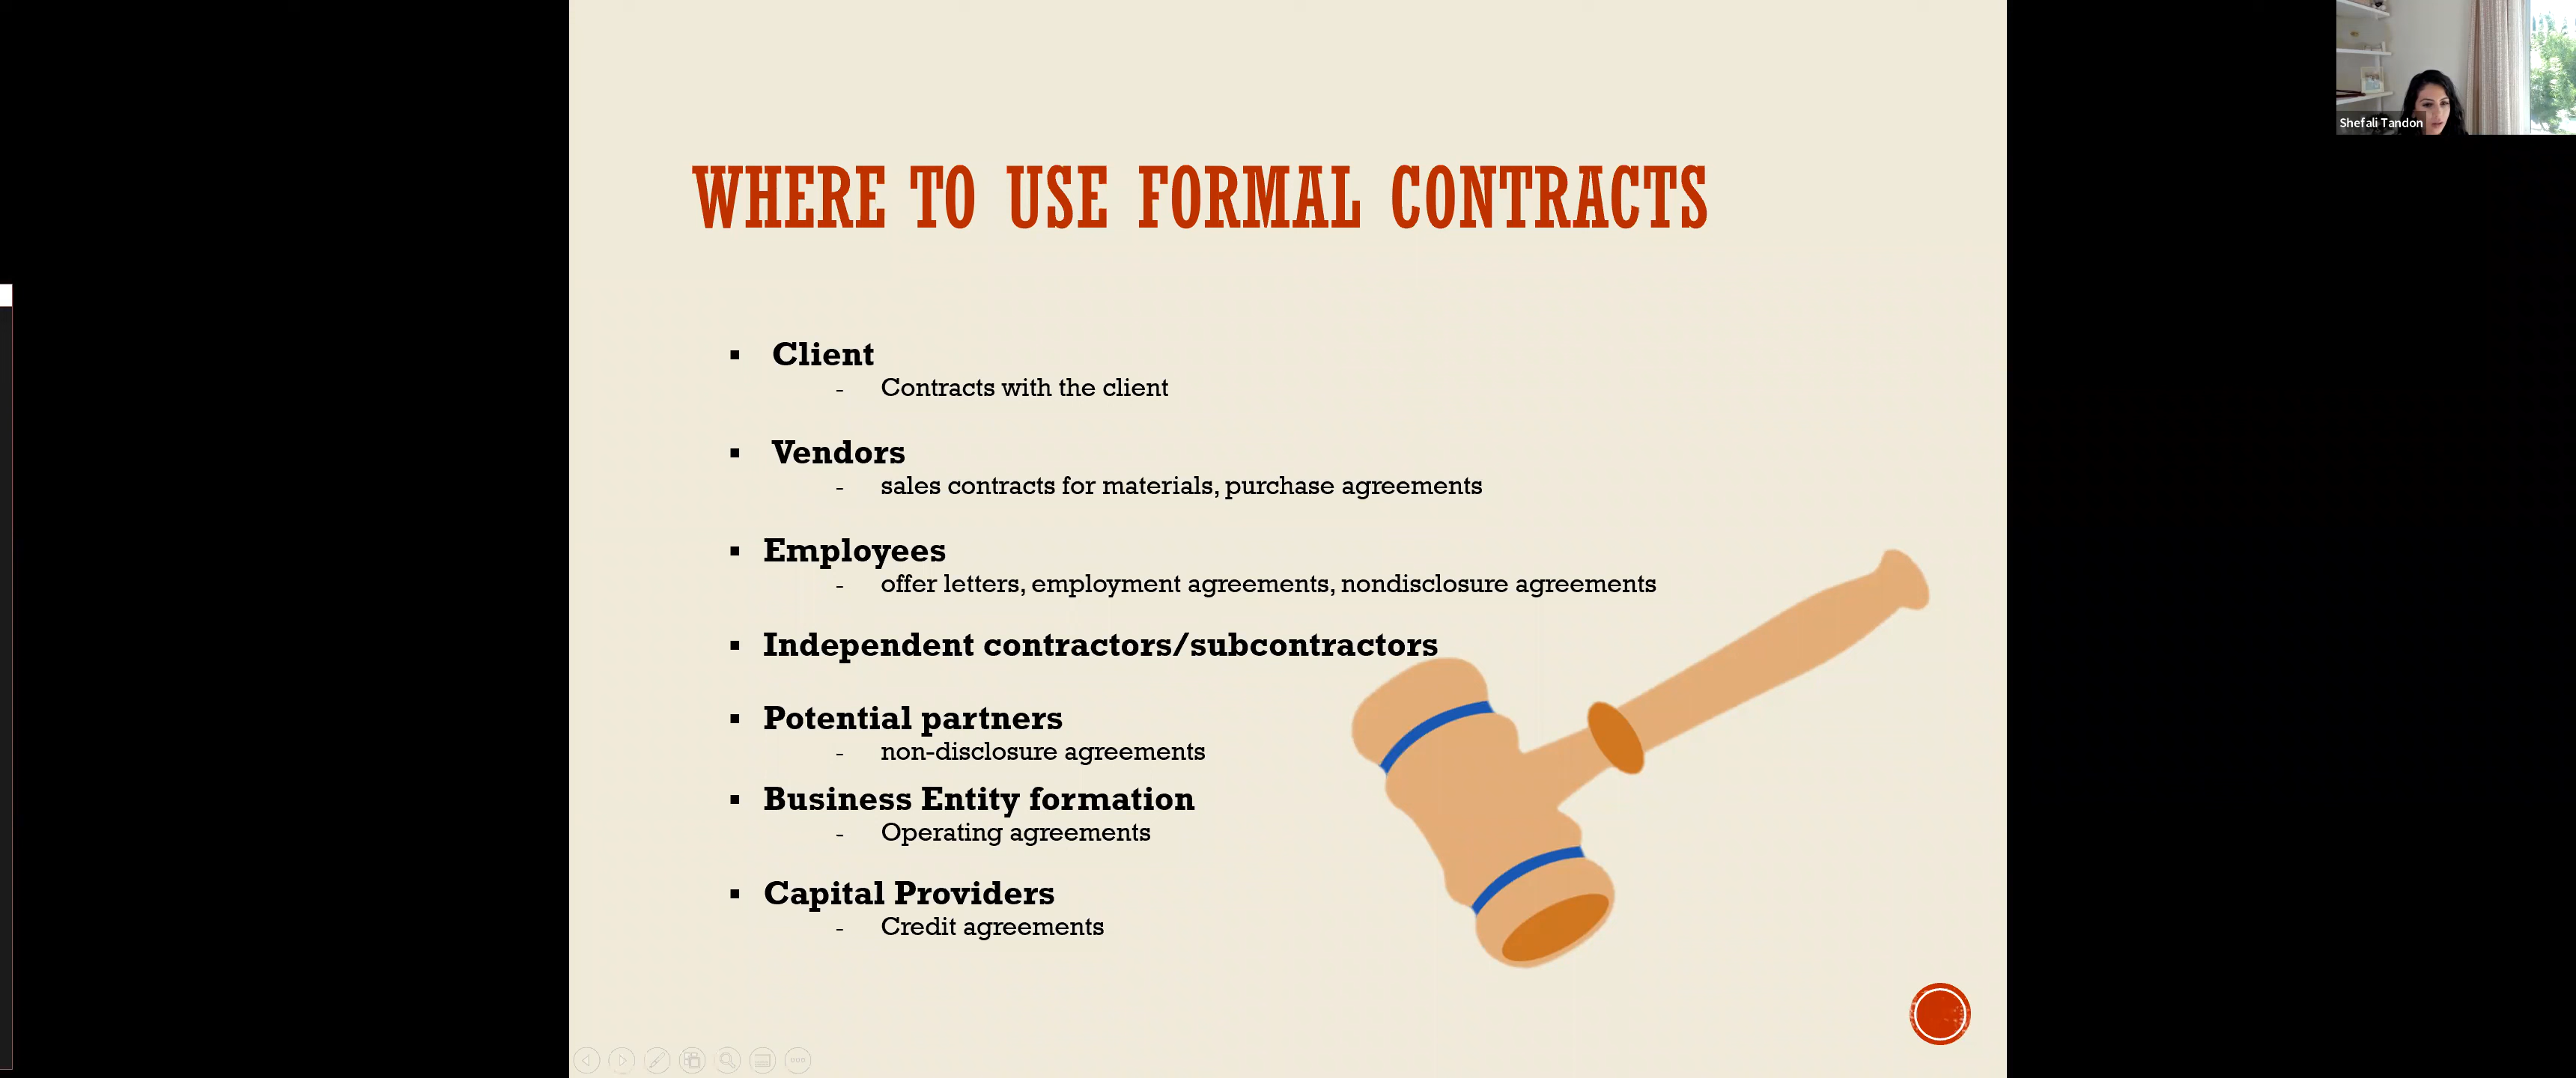 WHERE TO USE FORMAL CONTRACTS
Shefali Tandon
▪ Client
- Contracts with the client
▪ Vendors
- sales contracts for materials, purchase agreements
▪ Employees
- offer letters, employment agreements, nondisclosure agreements
▪ Independent contractors/subcontractors
▪ Potential partners
- non-disclosure agreements
▪ Business Entity formation
- Operating agreements
▪ Capital Providers
- Credit agreements